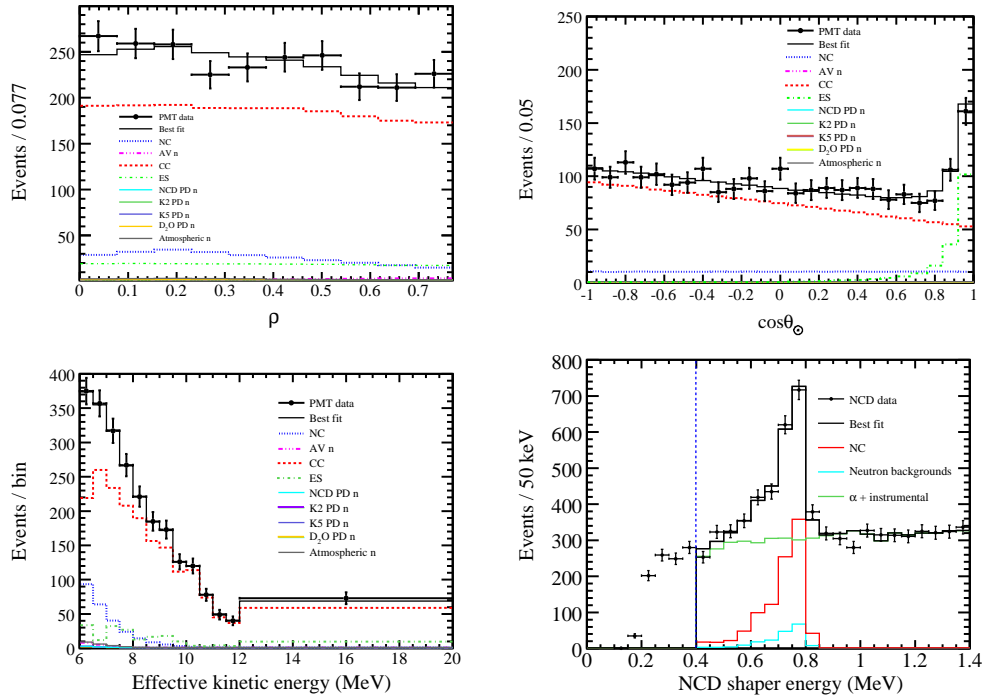 Events / 0.077
250
200
150
100
50
PMT data
Best fit
NC
AV n
CC
ES
NCD PD n
K2 PD n
K5 PD n
D2O PD n
Atmospheric n
0 0.1 0.2 0.3 0.4 0.5 0.6 0.7
ρ
Events / 0.05
250
200
150
100
50
PMT data
Best fit
NC
AV n
CC
ES
NCD PD n
K2 PD n
K5 PD n
D2O PD n
Atmospheric n
-1 -0.8 -0.6 -0.4 -0.2 0 0.2 0.4 0.6 0.8 1
cosθ⊙
Events / bin
400
350
300
250
200
150
100
50
0
PMT data
Best fit
NC
AV n
CC
ES
NCD PD n
K2 PD n
K5 PD n
D2O PD n
Atmospheric n
6 8 10 12 14 16 18 20
Effective kinetic energy (MeV)
Events / 50 keV
800
700
600
500
400
300
200
100
0
NCD data
Best fit
NC
Neutron backgrounds
α + instrumental
0 0.2 0.4 0.6 0.8 1 1.2 1.4
NCD shaper energy (MeV)